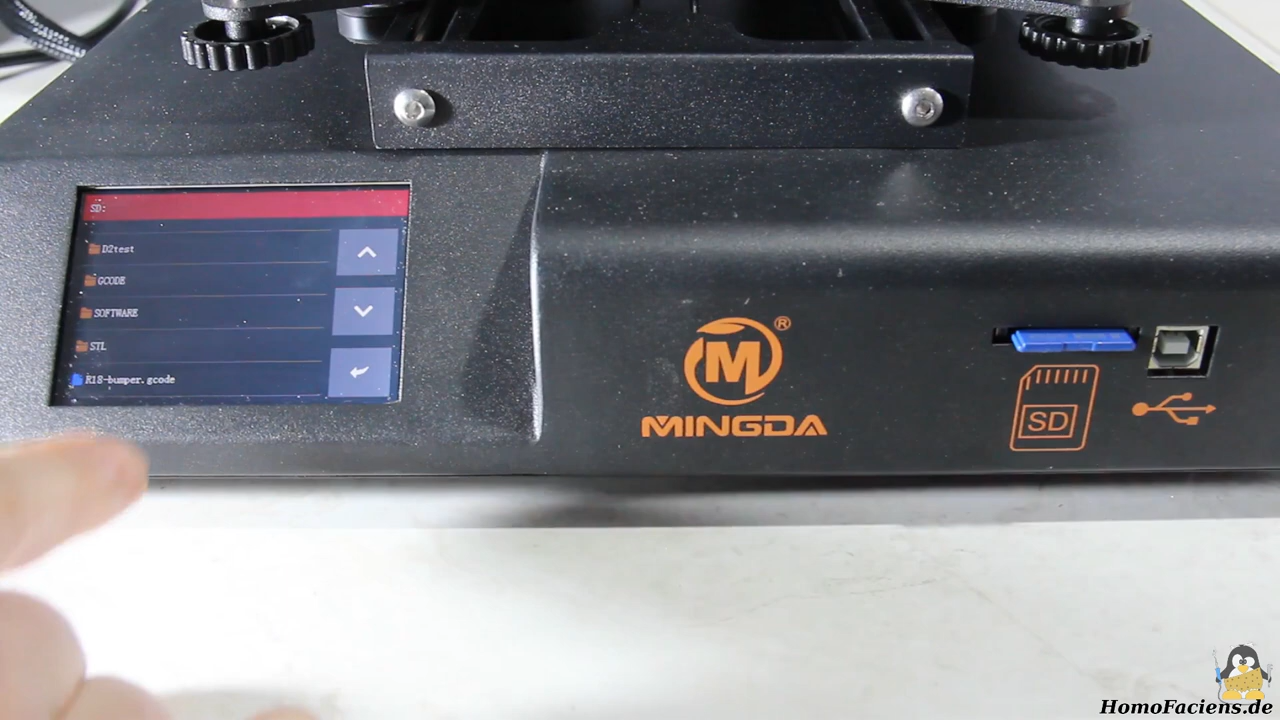 SD:
D2test
GCODE
SOFTWARE
STL
R18-bumper.gcode
M®
MINGDA
SD
HomoFaciens.de